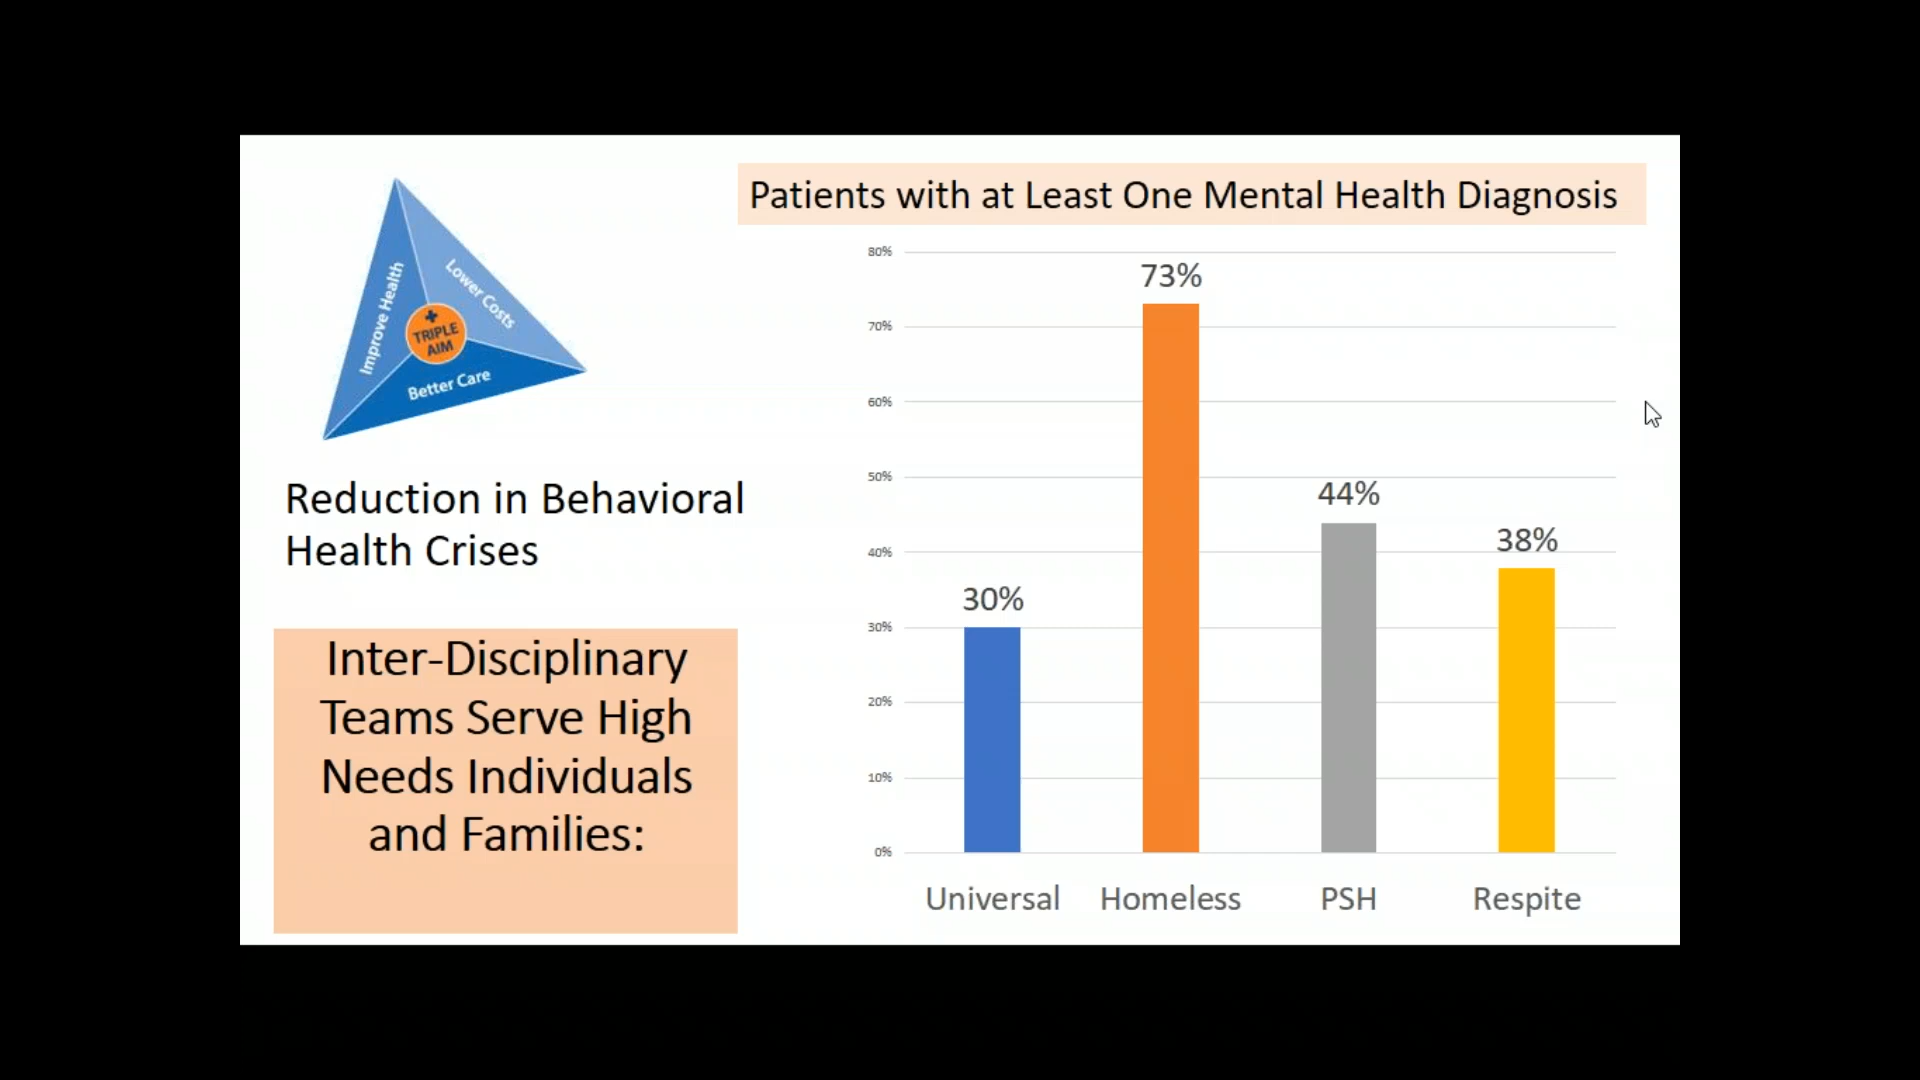 Improve Health
Lower Costs
TRIPLE
AIM
Better Care
Reduction in Behavioral
Health Crises
Inter-Disciplinary
Teams Serve High
Needs Individuals
and Families:
Patients with at Least One Mental Health Diagnosis
80%
70%
60%
50%
40%
30%
20%
10%
0%
30%
73%
44%
38%
Universal
Homeless
PSH
Respite